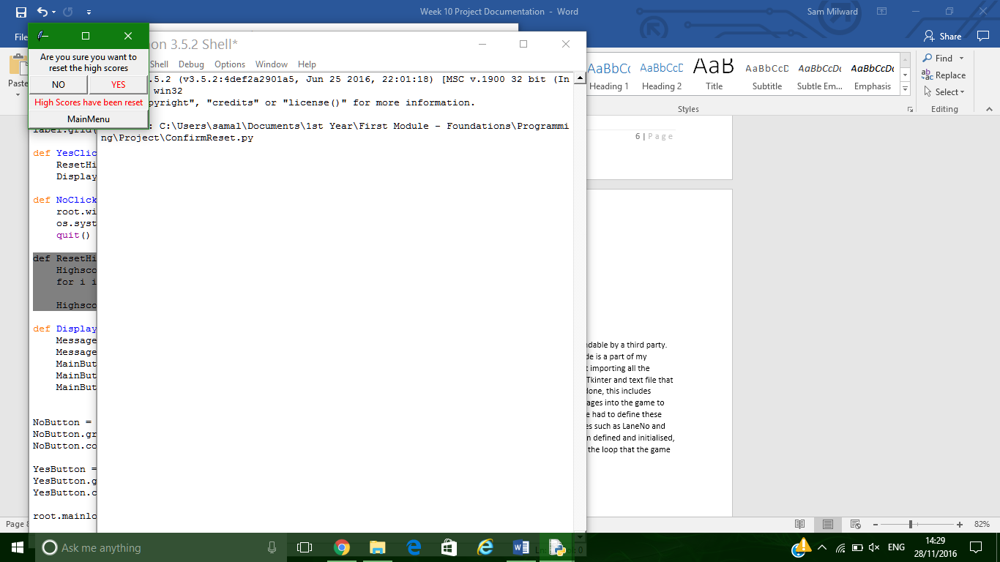 Week 10 Project Documentation - Word
Sam Milward
File
Share
on 3.5.2 Shell*
Shell Debug Options Window Help
Are you sure you want to
reset the high scores
NO YES
High Scores have been reset
MainMenu
Paste
.5.2 (v3.5.2:4def2a2901a5, Jun 25 2016, 22:01:18) [MSC v.1900 32 bit (In
win32
pyright", "credits" or "license()" for more information.
: C:\Users\samal\Documents\1st Year\First Module - Foundations\Programmi
ng\Project\ConfirmReset.py
label.grid(
def YesClic
ResetHi
Display
def NoClick
root.wi
os.syst
quit()
def ResetHi
Highsco
for i i
Highsco
def Display
Message
Message
MainBut
MainBut
MainBut
NoButton =
NoButton.gr
NoButton.co
YesButton =
YesButton.g
YesButton.c
root.mainlo
AaBbCc AaBbCcD AaB AaBbCcD AaBbCcDc AaBbCcDc
Heading 1 Heading 2 Title Subtitle Subtle Em... Emphasis
Styles
Find
Replace
Select
Editing
6 | Page
ndable by a third party.
de is a part of my
t importing all the
Tkinter and text file that
done, this includes
ages into the game to
e had to define these
es such as LaneNo and
n defined and initialised,
the loop that the game
Page 8
82%
Ask me anything
ENG
14:29
28/11/2016